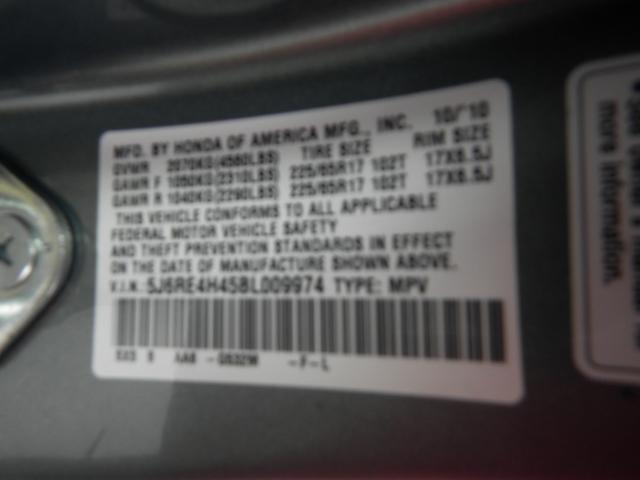 MFD. BY HONDA OF AMERICA MFG., INC. 10/'10
GVWR 2070KG(4560LBS) TIRE SIZE RIM SIZE
GAWR F 1050KG(2310LBS) 225/65R17 102T 17X6.5J
GAWR R 1040KG(2290LBS) 225/65R17 102T 17X6.5J
THIS VEHICLE CONFORMS TO ALL APPLICABLE
FEDERAL MOTOR VEHICLE SAFETY
AND THEFT PREVENTION STANDARDS IN EFFECT
ON THE DATE OF MANUFACTURE SHOWN ABOVE.
V.I.N.: 5J6RE4H45BL009974 TYPE: MPV
AA6 -F-L
more information.